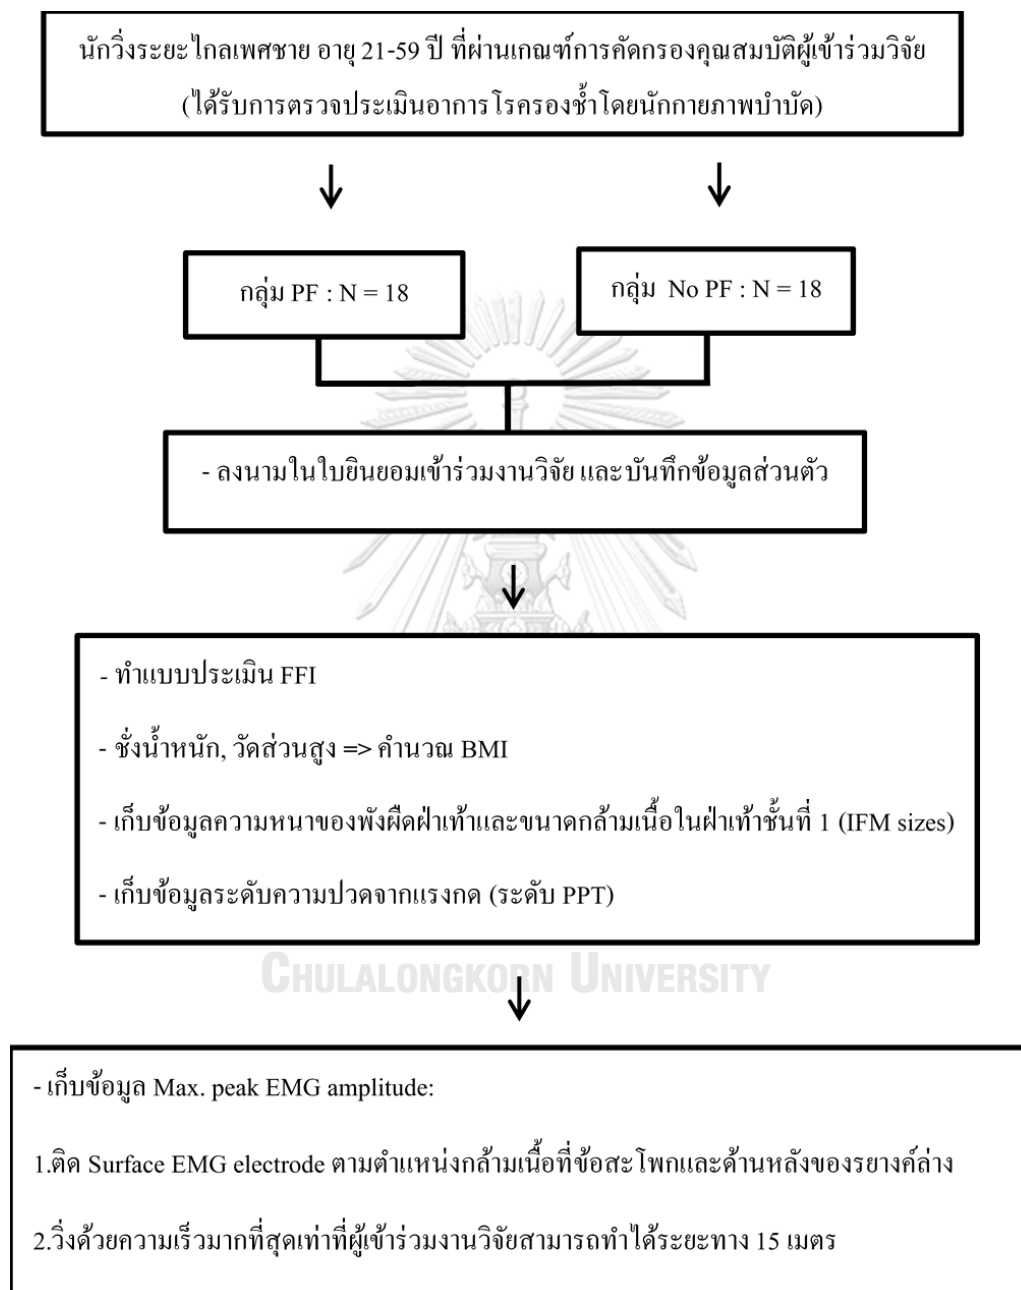 นักวิ่งระยะไกลเพศชาย อายุ 21-59 ปี ที่ผ่านเกณฑ์การคัดกรองคุณสมบัติผู้เข้าร่วมวิจัย
(ได้รับการตรวจประเมินอาการโรครองช้ำโดยนักกายภาพบำบัด)
กลุ่ม PF : N = 18
กลุ่ม No PF : N = 18
- ลงนามในใบยินยอมเข้าร่วมงานวิจัย และบันทึกข้อมูลส่วนตัว
- ทำแบบประเมิน FFI
- ชั่งน้ำหนัก, วัดส่วนสูง => คำนวณ BMI
- เก็บข้อมูลความหนาของพังผืดฝ่าเท้าและขนาดกล้ามเนื้อในฝ่าเท้าชั้นที่ 1 (IFM sizes)
- เก็บข้อมูลระดับความปวดจากแรงกด (ระดับ PPT)
CHULALONGKORN UNIVERSITY
- เก็บข้อมูล Max. peak EMG amplitude:
1.ติด Surface EMG electrode ตามตำแหน่งกล้ามเนื้อที่ข้อสะโพกและด้านหลังของรยางค์ล่าง
2.วิ่งด้วยความเร็วมากที่สุดเท่าที่ผู้เข้าร่วมงานวิจัยสามารถทำได้ระยะทาง 15 เมตร